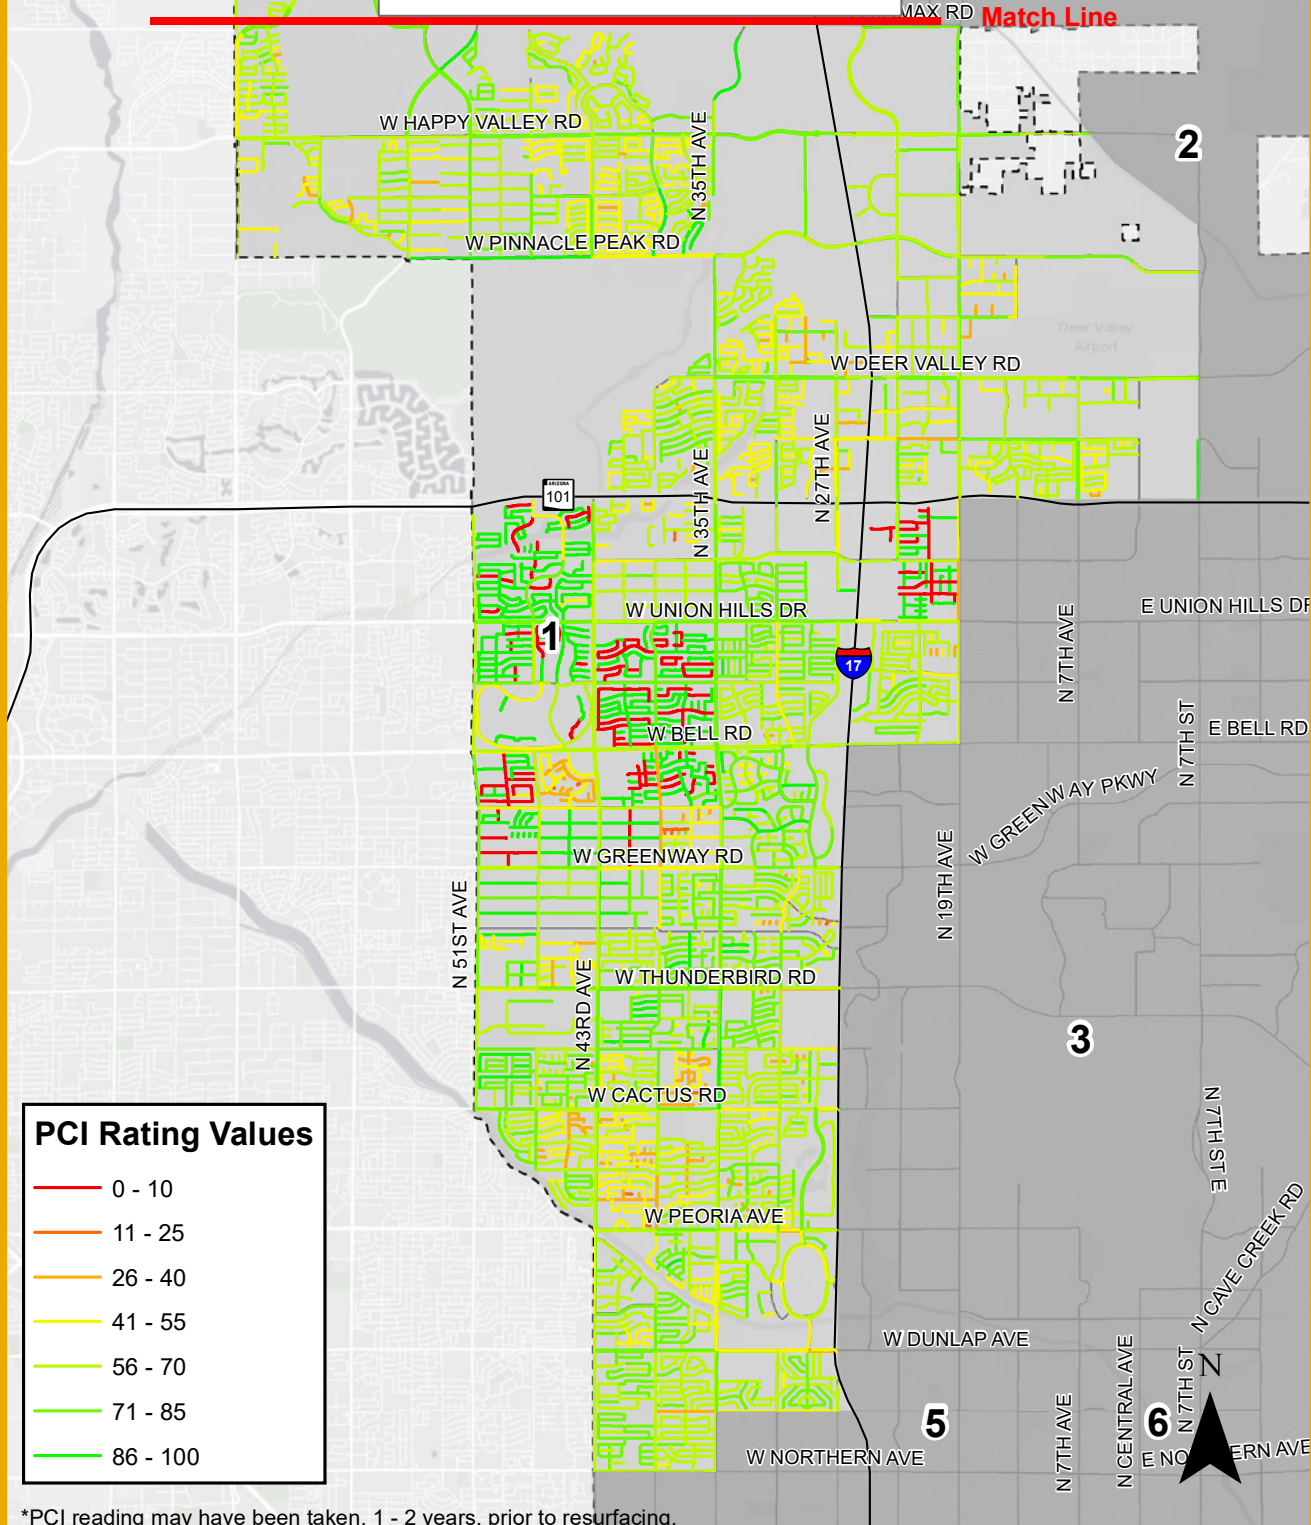 MAX RD
Match Line
W HAPPY VALLEY RD
N 35TH AVE
2
W PINNACLE PEAK RD
Deer Valley
Airport
W DEER VALLEY RD
N 27TH AVE
N 35TH AVE
ARIZONA
101
W UNION HILLS DR
E UNION HILLS DR
1
N 7TH AVE
17
N 7TH ST
W BELL RD
E BELL RD
W GREENWAY PKWY
W GREENWAY RD
N 19TH AVE
N 51ST AVE
N 43RD AVE
W THUNDERBIRD RD
3
W CACTUS RD
N 7TH ST E
PCI Rating Values
0 - 10
11 - 25
26 - 40
41 - 55
56 - 70
71 - 85
86 - 100
W PEORIA AVE
N CAVE CREEK RD
W DUNLAP AVE
N CENTRAL AVE
N 7TH ST
N
N 7TH AVE
5
6
W NORTHERN AVE
E NO ERN AVE
*PCI reading may have been taken, 1 - 2 years, prior to resurfacing.